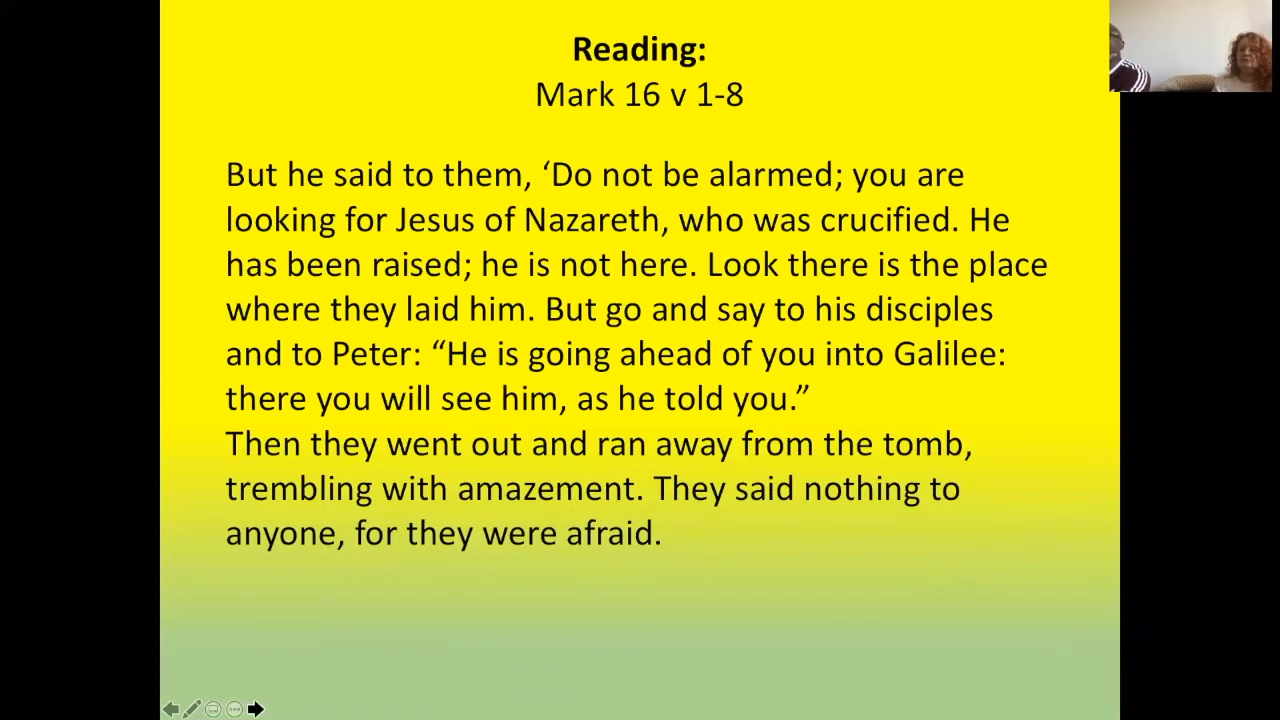 Reading:
Mark 16 v 1-8
But he said to them, ‘Do not be alarmed; you are
looking for Jesus of Nazareth, who was crucified. He
has been raised; he is not here. Look there is the place
where they laid him. But go and say to his disciples
and to Peter: “He is going ahead of you into Galilee:
there you will see him, as he told you.”
Then they went out and ran away from the tomb,
trembling with amazement. They said nothing to
anyone, for they were afraid.